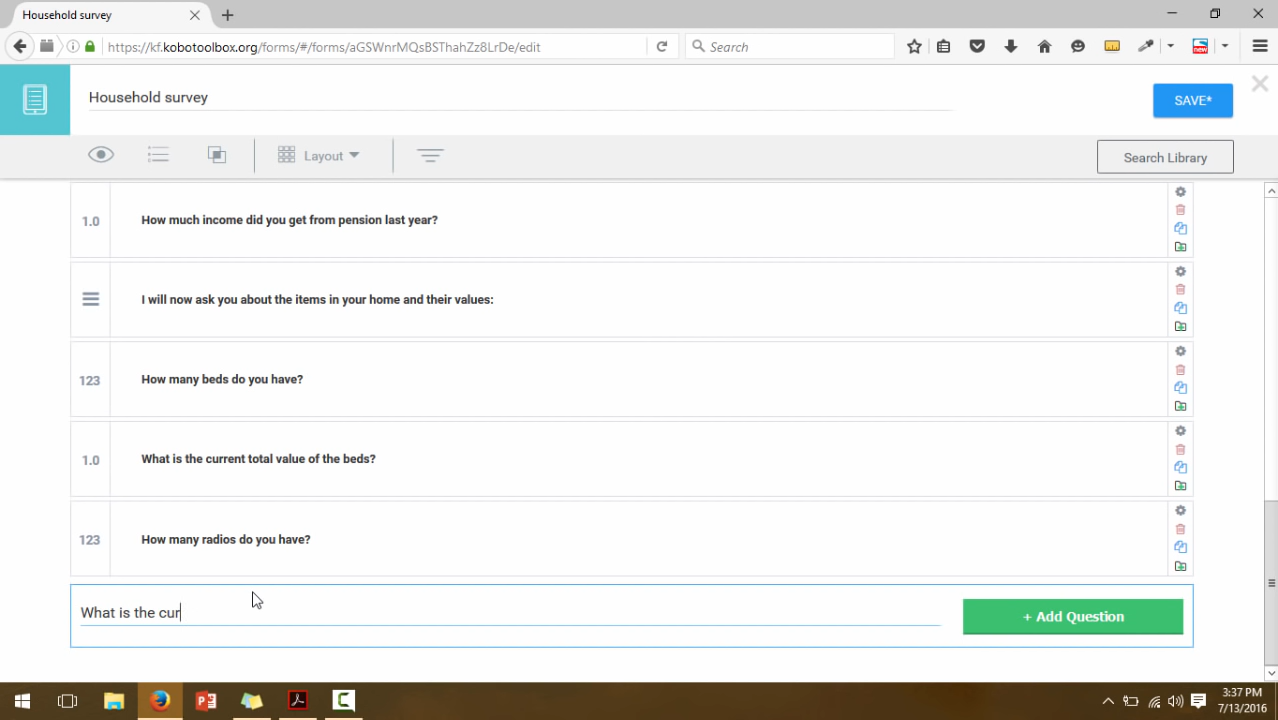 Household survey
https://kf.kobotoolbox.org/forms/#/forms/aGSWnrMQsBSThahZz8LrDe/edit
Search
new
Household survey
SAVE*
Layout
Search Library
1.0
How much income did you get from pension last year?
I will now ask you about the items in your home and their values:
123
How many beds do you have?
1.0
What is the current total value of the beds?
123
How many radios do you have?
What is the cur
+ Add Question
3:37 PM
7/13/2016